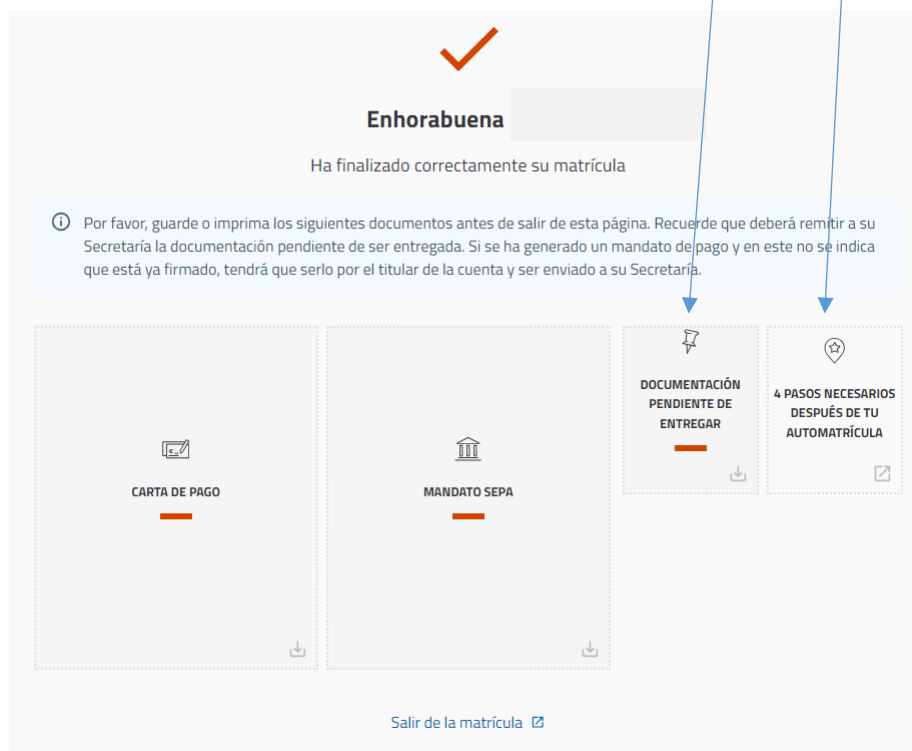 Enhorabuena
Ha finalizado correctamente su matrícula
Por favor, guarde o imprima los siguientes documentos antes de salir de esta página. Recuerde que deberá remitir a su
Secretaría la documentación pendiente de ser entregada. Si se ha generado un mandato de pago y en este no se indica
que está ya firmado, tendrá que serlo por el titular de la cuenta y ser enviado a su Secretaría.
CARTA DE PAGO
MANDATO SEPA
DOCUMENTACIÓN
PENDIENTE DE
ENTREGAR
4 PASOS NECESARIOS
DESPUÉS DE TU
AUTOMATRÍCULA
Salir de la matrícula